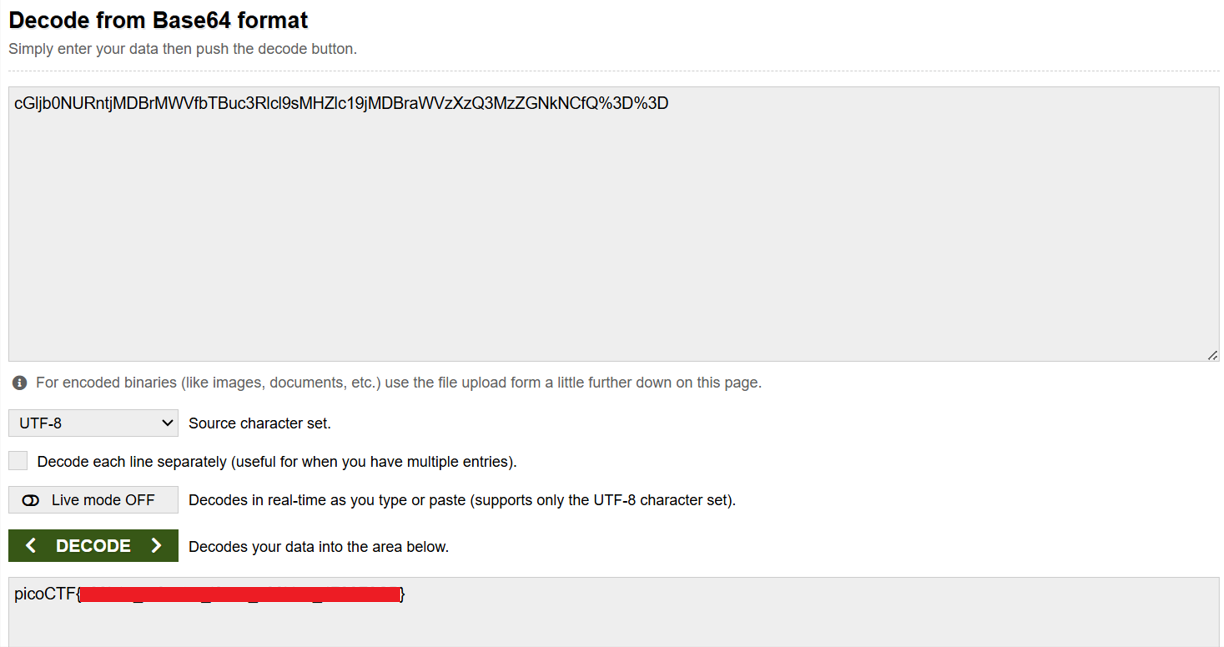 Decode from Base64 format
Simply enter your data then push the decode button.
cGljb0NURntjMDBrMWVfbTBuc3Rlcl9sMHZlc19jMDBraWVzXzQ3MzZGNkNCfQ%3D%3D
For encoded binaries (like images, documents, etc.) use the file upload form a little further down on this page.
UTF-8 Source character set.
Decode each line separately (useful for when you have multiple entries).
Live mode OFF Decodes in real-time as you type or paste (supports only the UTF-8 character set).
< DECODE > Decodes your data into the area below.
picoCTF{ }